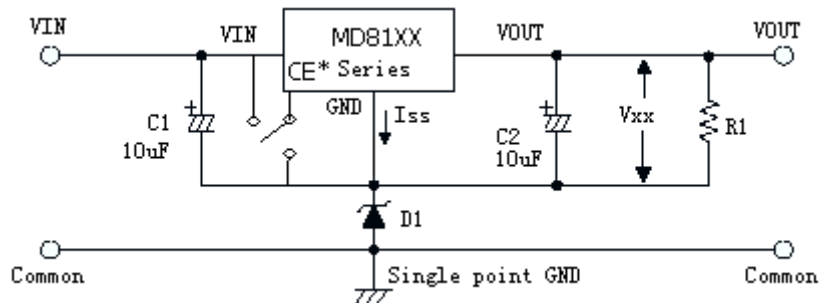 VIN
VIN
MD81XX
VOUT
VOUT
CE* Series
GND
Iss
C1
10uF
C2
10uF
Vxx
R1
D1
Common
Single point GND
Common